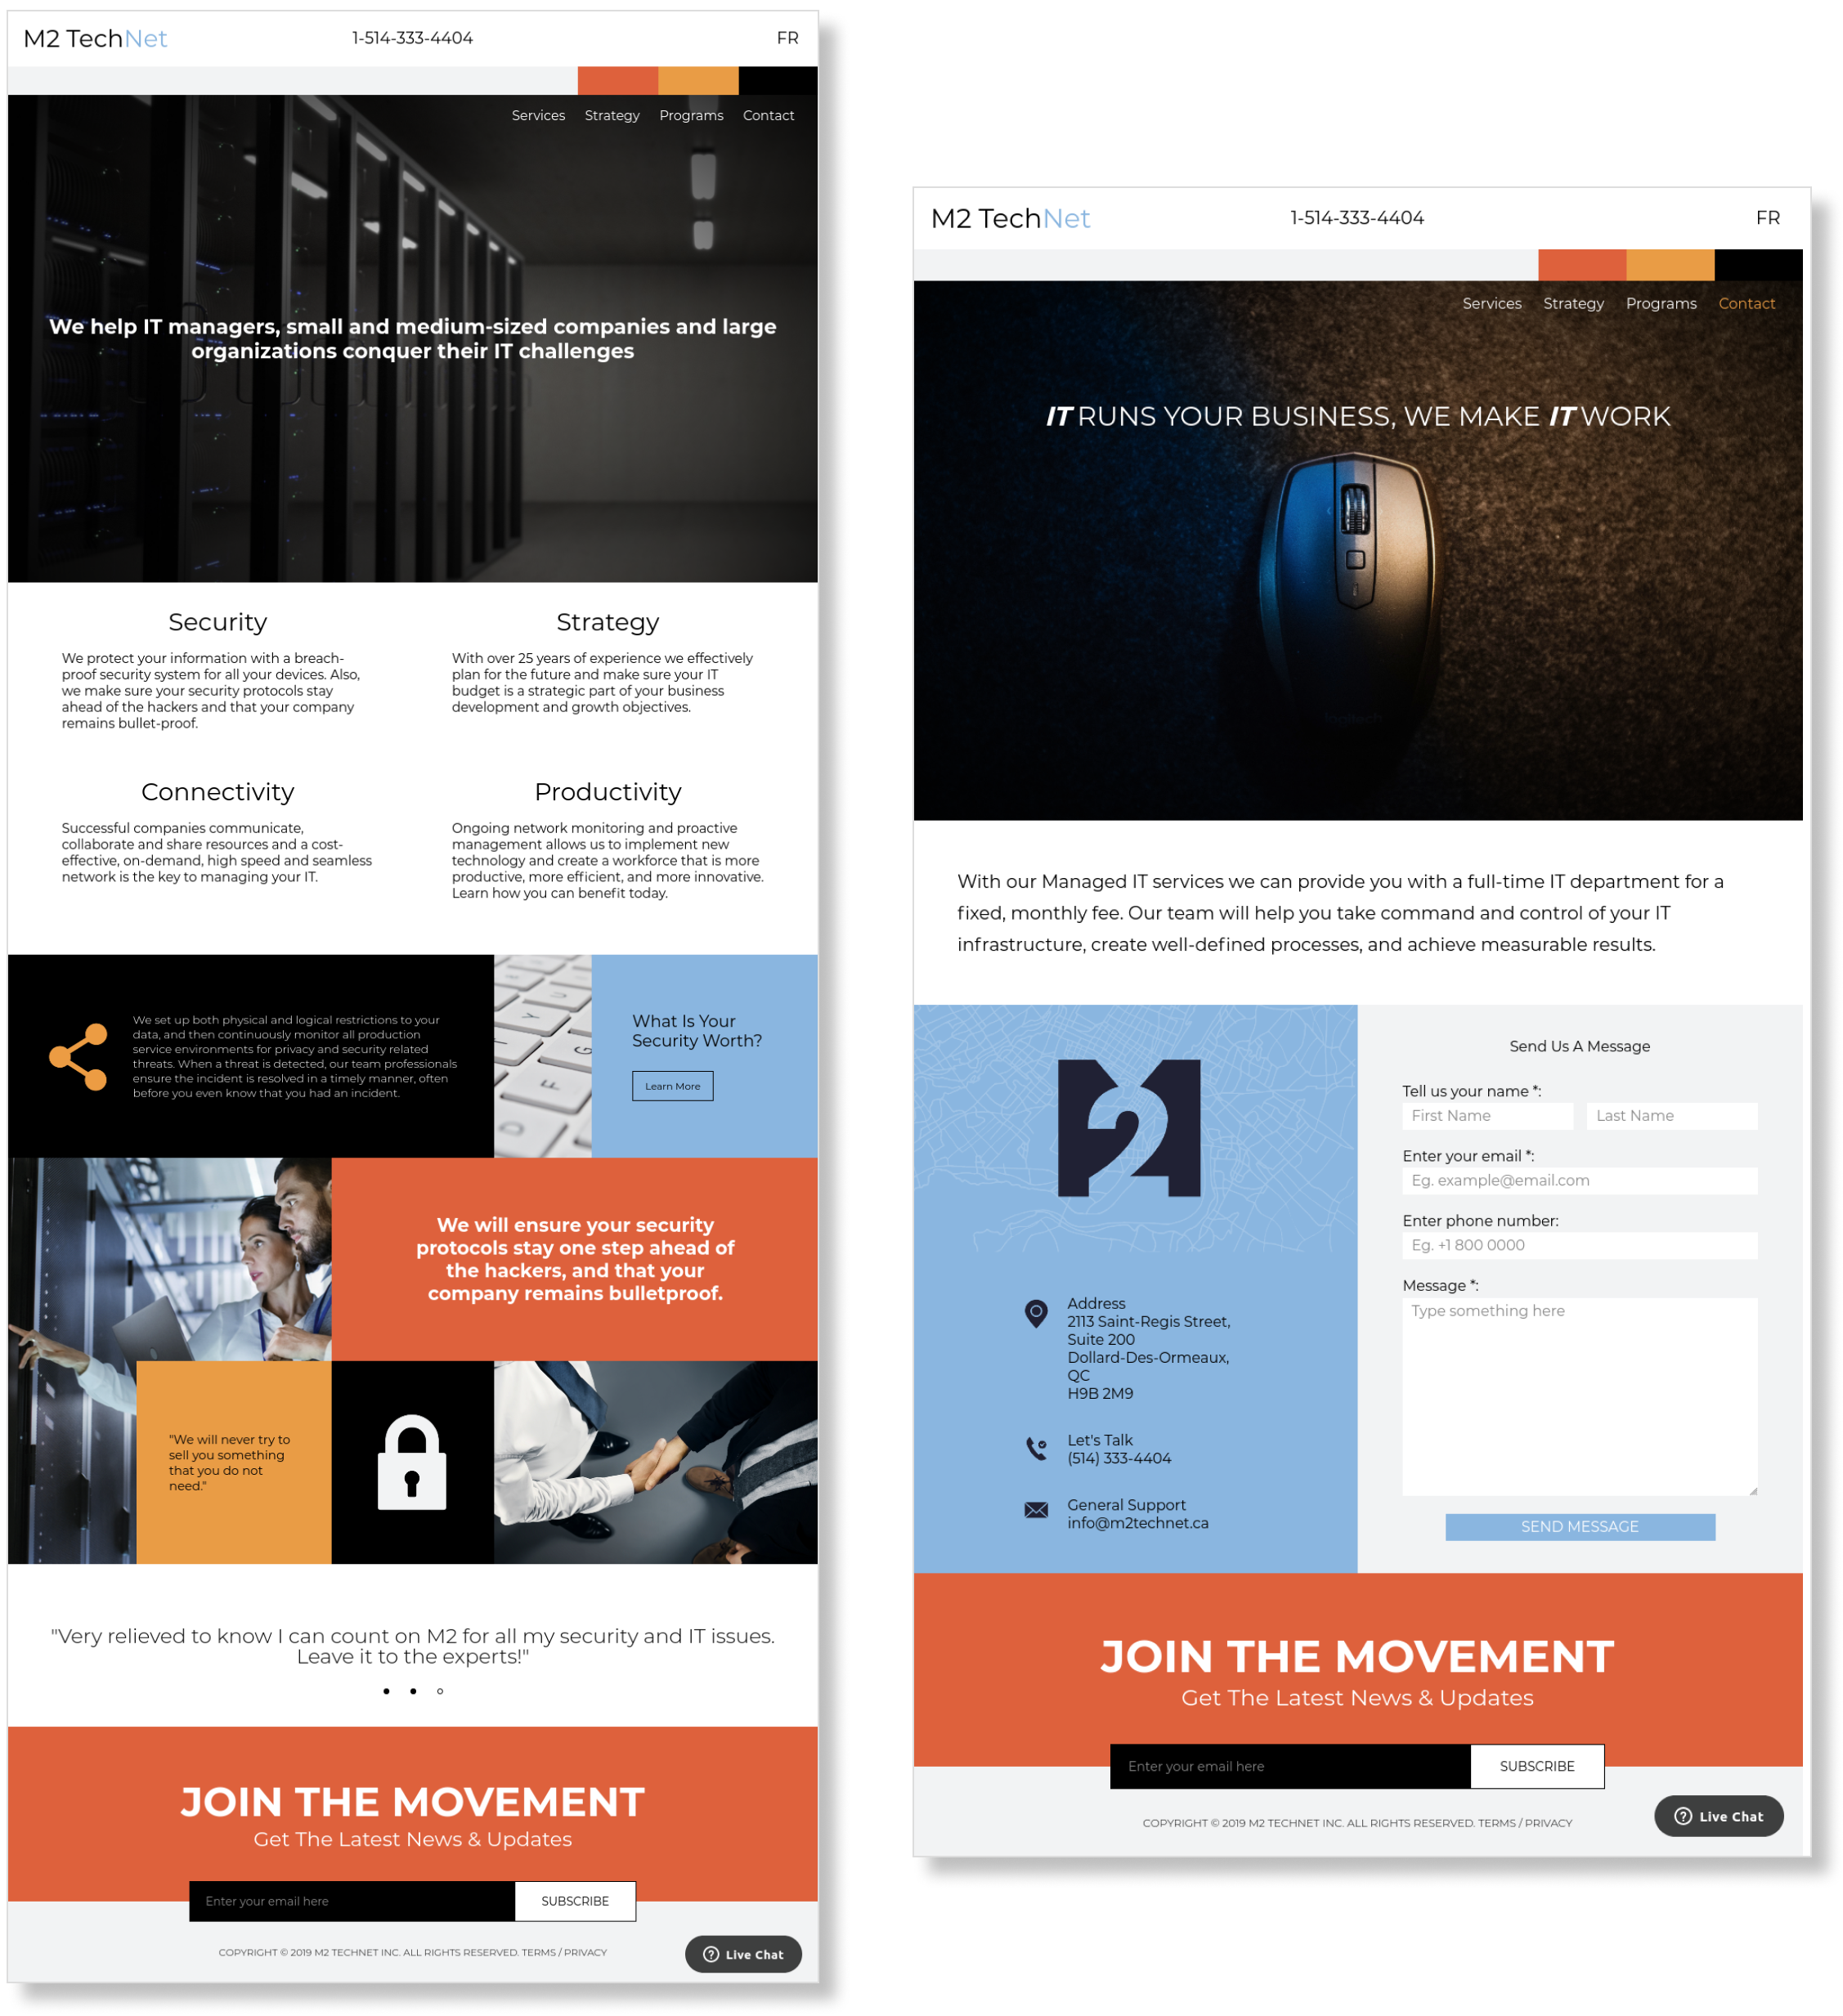 M2 TechNet
1-514-333-4404
FR
Services Strategy Programs Contact
We help IT managers, small and medium-sized companies and large
organizations conquer their IT challenges
Security
We protect your information with a breach-
proof security system for all your devices. Also,
we make sure your security protocols stay
ahead of the hackers and that your company
remains bullet-proof.
Strategy
With over 25 years of experience we effectively
plan for the future and make sure your IT
budget is a strategic part of your business
development and growth objectives.
Connectivity
Successful companies communicate,
collaborate and share resources and a cost-
effective, on-demand, high speed and seamless
network is the key to managing your IT.
Productivity
Ongoing network monitoring and proactive
management allows us to implement new
technology and create a workforce that is more
productive, more efficient, and more innovative.
Learn how you can benefit today.
We set up both physical and logical restrictions to your
data, and then continuously monitor all production
service environments for privacy and security related
threats. When a threat is detected, our team professionals
ensure the incident is resolved in a timely manner, often
before you even know that you had an incident.
What Is Your
Security Worth?
Learn More
We will ensure your security
protocols stay one step ahead of
the hackers, and that your
company remains bulletproof.
"We will never try to
sell you something
that you do not
need."
"Very relieved to know I can count on M2 for all my security and IT issues.
Leave it to the experts!"
JOIN THE MOVEMENT
Get The Latest News & Updates
Enter your email here
SUBSCRIBE
COPYRIGHT © 2019 M2 TECHNET INC. ALL RIGHTS RESERVED. TERMS / PRIVACY
Live Chat
M2 TechNet
1-514-333-4404
FR
Services Strategy Programs Contact
IT RUNS YOUR BUSINESS, WE MAKE IT WORK
With our Managed IT services we can provide you with a full-time IT department for a
fixed, monthly fee. Our team will help you take command and control of your IT
infrastructure, create well-defined processes, and achieve measurable results.
M2
Address
2113 Saint-Regis Street,
Suite 200
Dollard-Des-Ormeaux,
QC
H9B 2M9
Let's Talk
(514) 333-4404
General Support
info@m2technet.ca
Send Us A Message
Tell us your name *:
First Name
Last Name
Enter your email *:
Eg. example@email.com
Enter phone number:
Eg. +1 800 0000
Message *:
Type something here
SEND MESSAGE
JOIN THE MOVEMENT
Get The Latest News & Updates
Enter your email here
SUBSCRIBE
COPYRIGHT © 2019 M2 TECHNET INC. ALL RIGHTS RESERVED. TERMS / PRIVACY
Live Chat